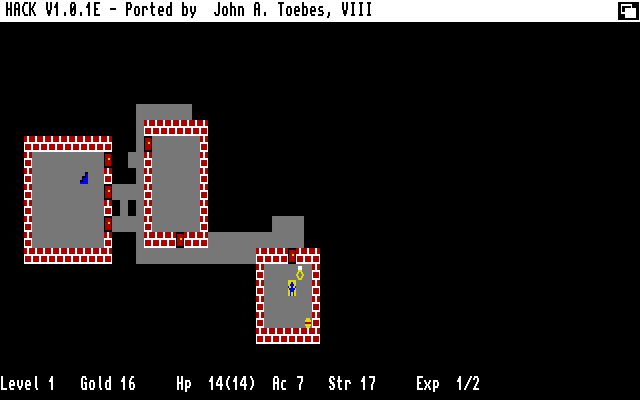 HACK V1.0.1E - Ported by  John A. Toebes, VIII
Level 1   Gold 16     Hp  14(14)  Ac 7   Str 17     Exp  1/2